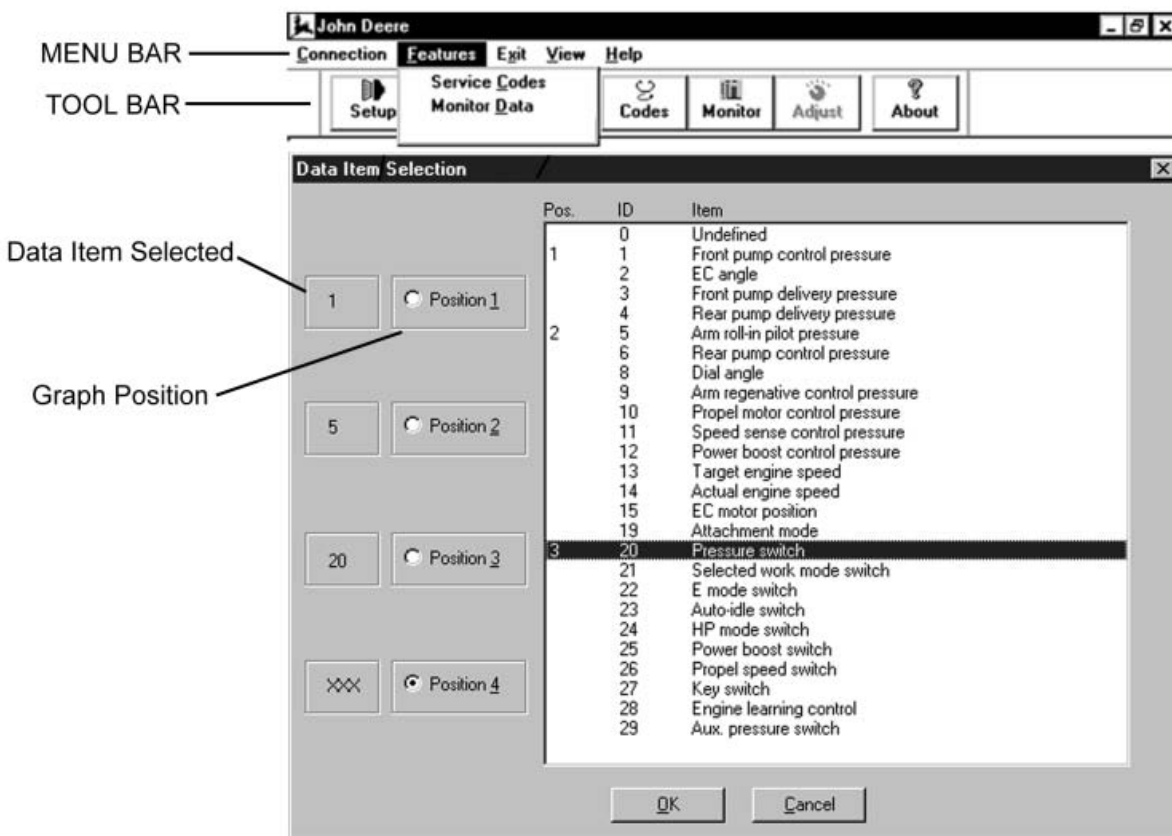 John Deere
MENU BAR
Connection Features Exit View Help
TOOL BAR
Setup
Service Codes
Monitor Data
Codes Monitor Adjust About
Data Item Selection
Data Item Selected
Graph Position
1 Position 1
5 Position 2
20 Position 3
XXX Position 4
Pos. ID Item
0 Undefined
1 1 Front pump control pressure
2 EC angle
3 Front pump delivery pressure
4 Rear pump delivery pressure
2 5 Arm roll-in pilot pressure
6 Rear pump control pressure
8 Dial angle
9 Arm regenative control pressure
10 Propel motor control pressure
11 Speed sense control pressure
12 Power boost control pressure
13 Target engine speed
14 Actual engine speed
15 EC motor position
19 Attachment mode
3 20 Pressure switch
21 Selected work mode switch
22 E mode switch
23 Auto-idle switch
24 HP mode switch
25 Power boost switch
26 Propel speed switch
27 Key switch
28 Engine learning control
29 Aux. pressure switch
OK Cancel